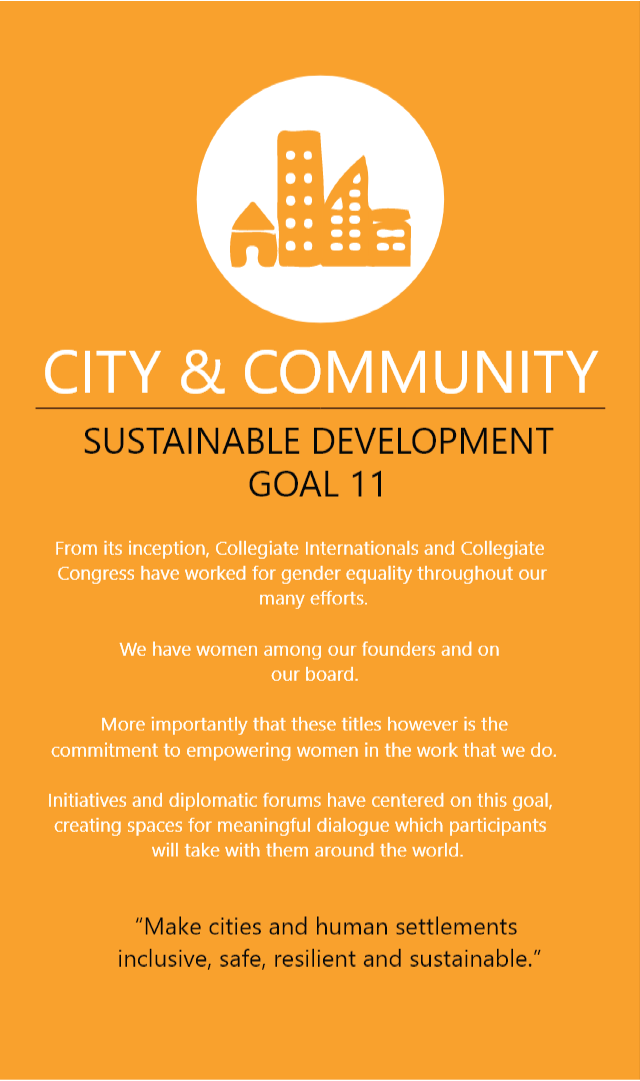 CITY & COMMUNITY
SUSTAINABLE DEVELOPMENT
GOAL 11
From its inception, Collegiate Internationals and Collegiate
Congress have worked for gender equality throughout our
many efforts.
We have women among our founders and on
our board.
More importantly that these titles however is the
commitment to empowering women in the work that we do.
Initiatives and diplomatic forums have centered on this goal,
creating spaces for meaningful dialogue which participants
will take with them around the world.
“Make cities and human settlements
inclusive, safe, resilient and sustainable.”